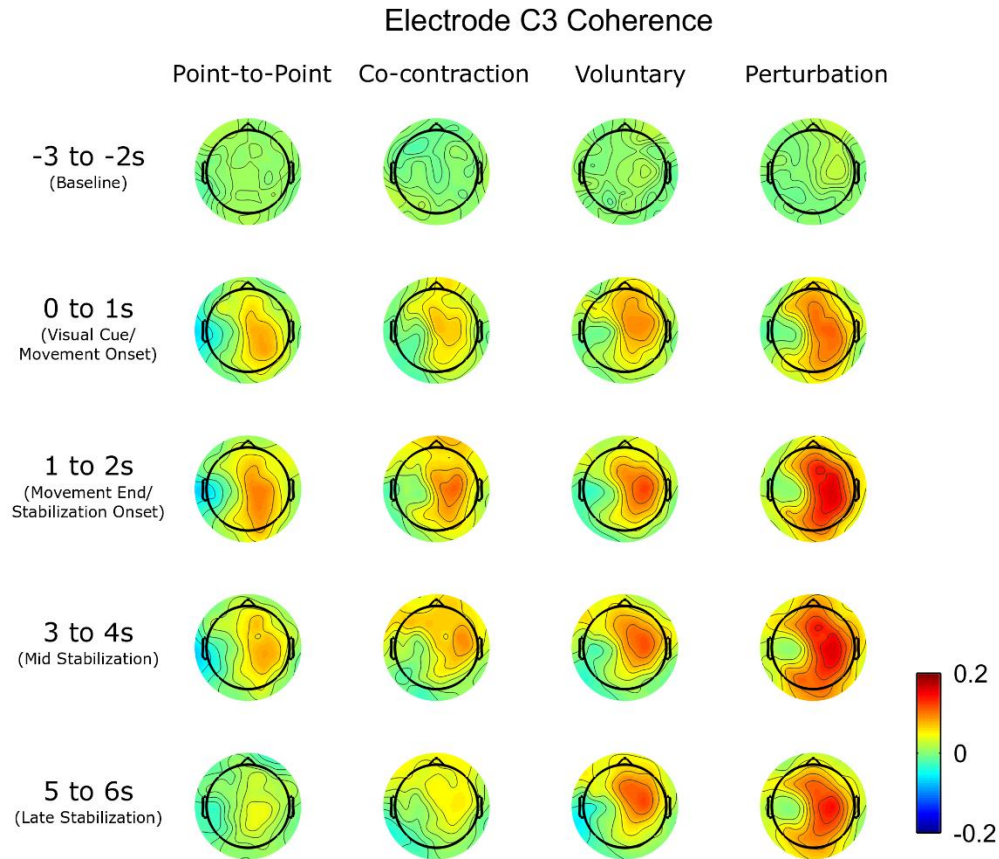 Electrode C3 Coherence
Point-to-Point Co-contraction Voluntary Perturbation
-3 to -2s
(Baseline)
0 to 1s
(Visual Cue/
Movement Onset)
1 to 2s
(Movement End/
Stabilization Onset)
3 to 4s
(Mid Stabilization)
5 to 6s
(Late Stabilization)
0.2
0
-0.2